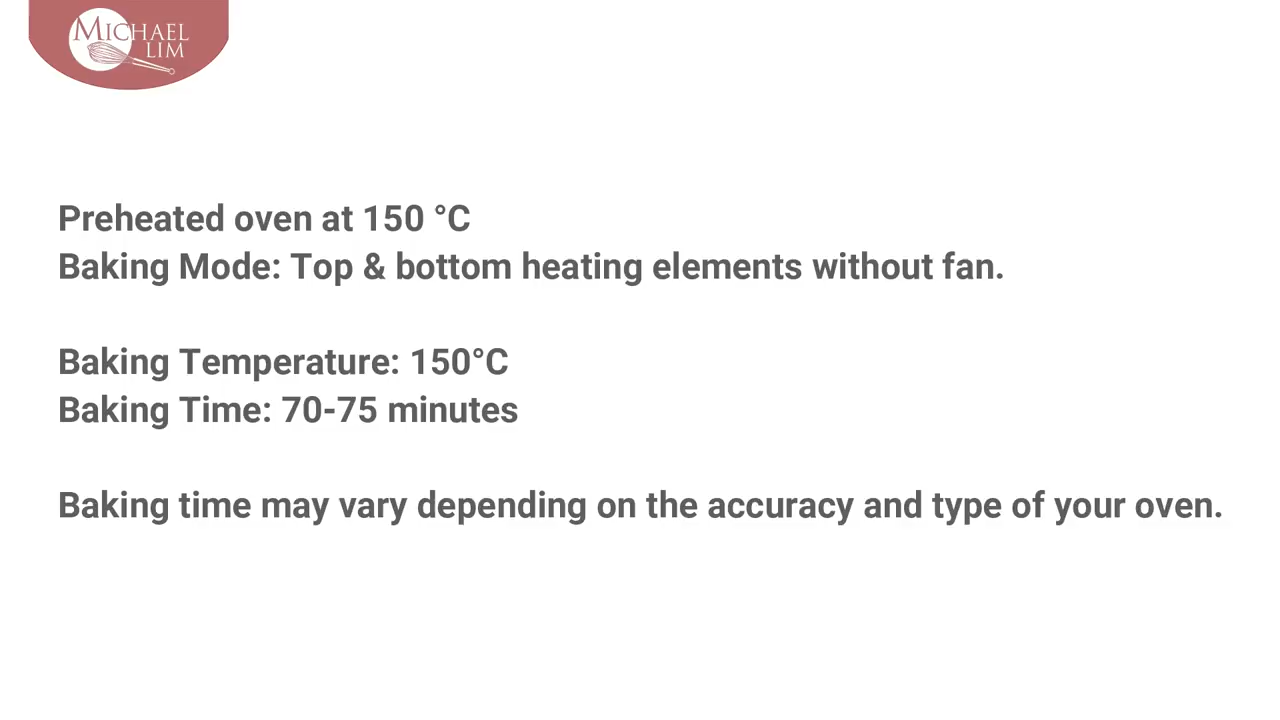 MICHAEL
LIM
Preheated oven at 150 °C
Baking Mode: Top & bottom heating elements without fan.
Baking Temperature: 150°C
Baking Time: 70-75 minutes
Baking time may vary depending on the accuracy and type of your oven.